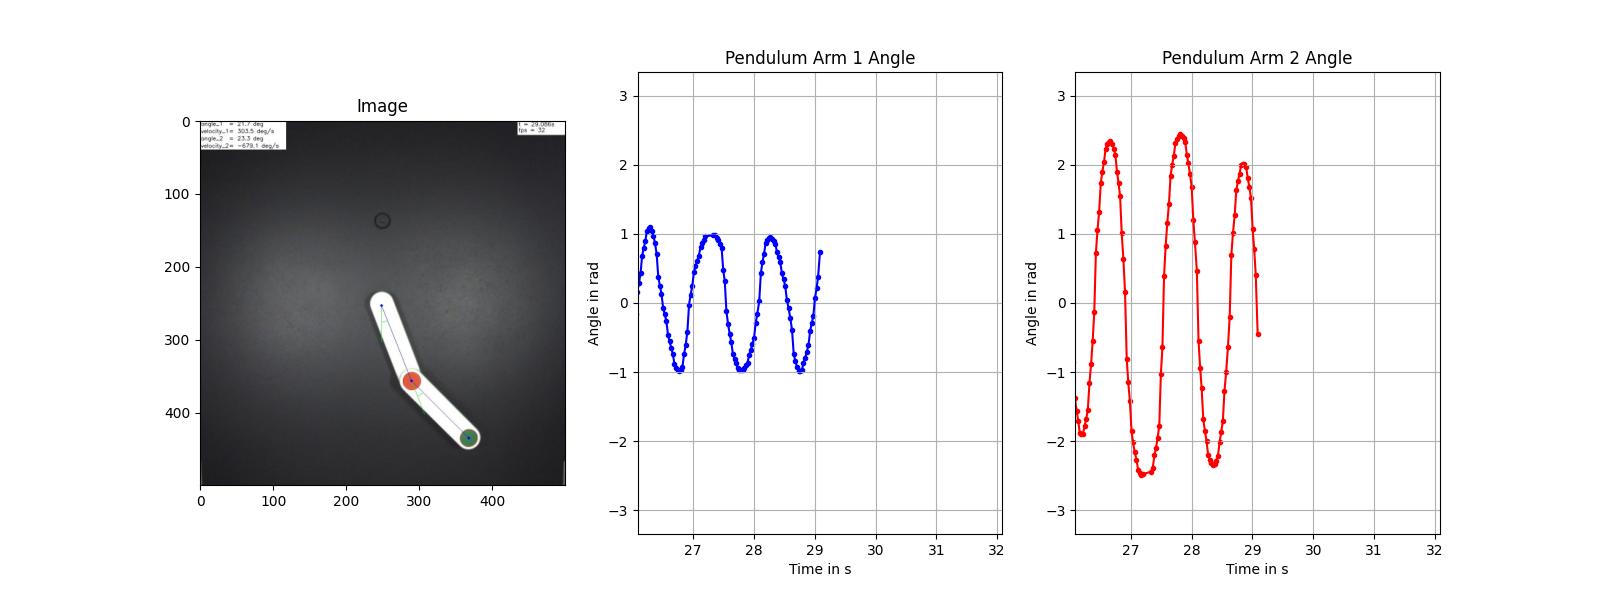 Image
angle_1 = 21.7 deg
velocity_1= 303.5 deg/s
angle_2 = 23.3 deg
velocity_2= -679.1 deg/s
t = 29.086s
fps = 32
0
100
200
300
400
0
100
200
300
400
Pendulum Arm 1 Angle
Angle in rad
3
2
1
0
−1
−2
−3
27
28
29
30
31
32
Time in s
Pendulum Arm 2 Angle
Angle in rad
3
2
1
0
−1
−2
−3
27
28
29
30
31
32
Time in s